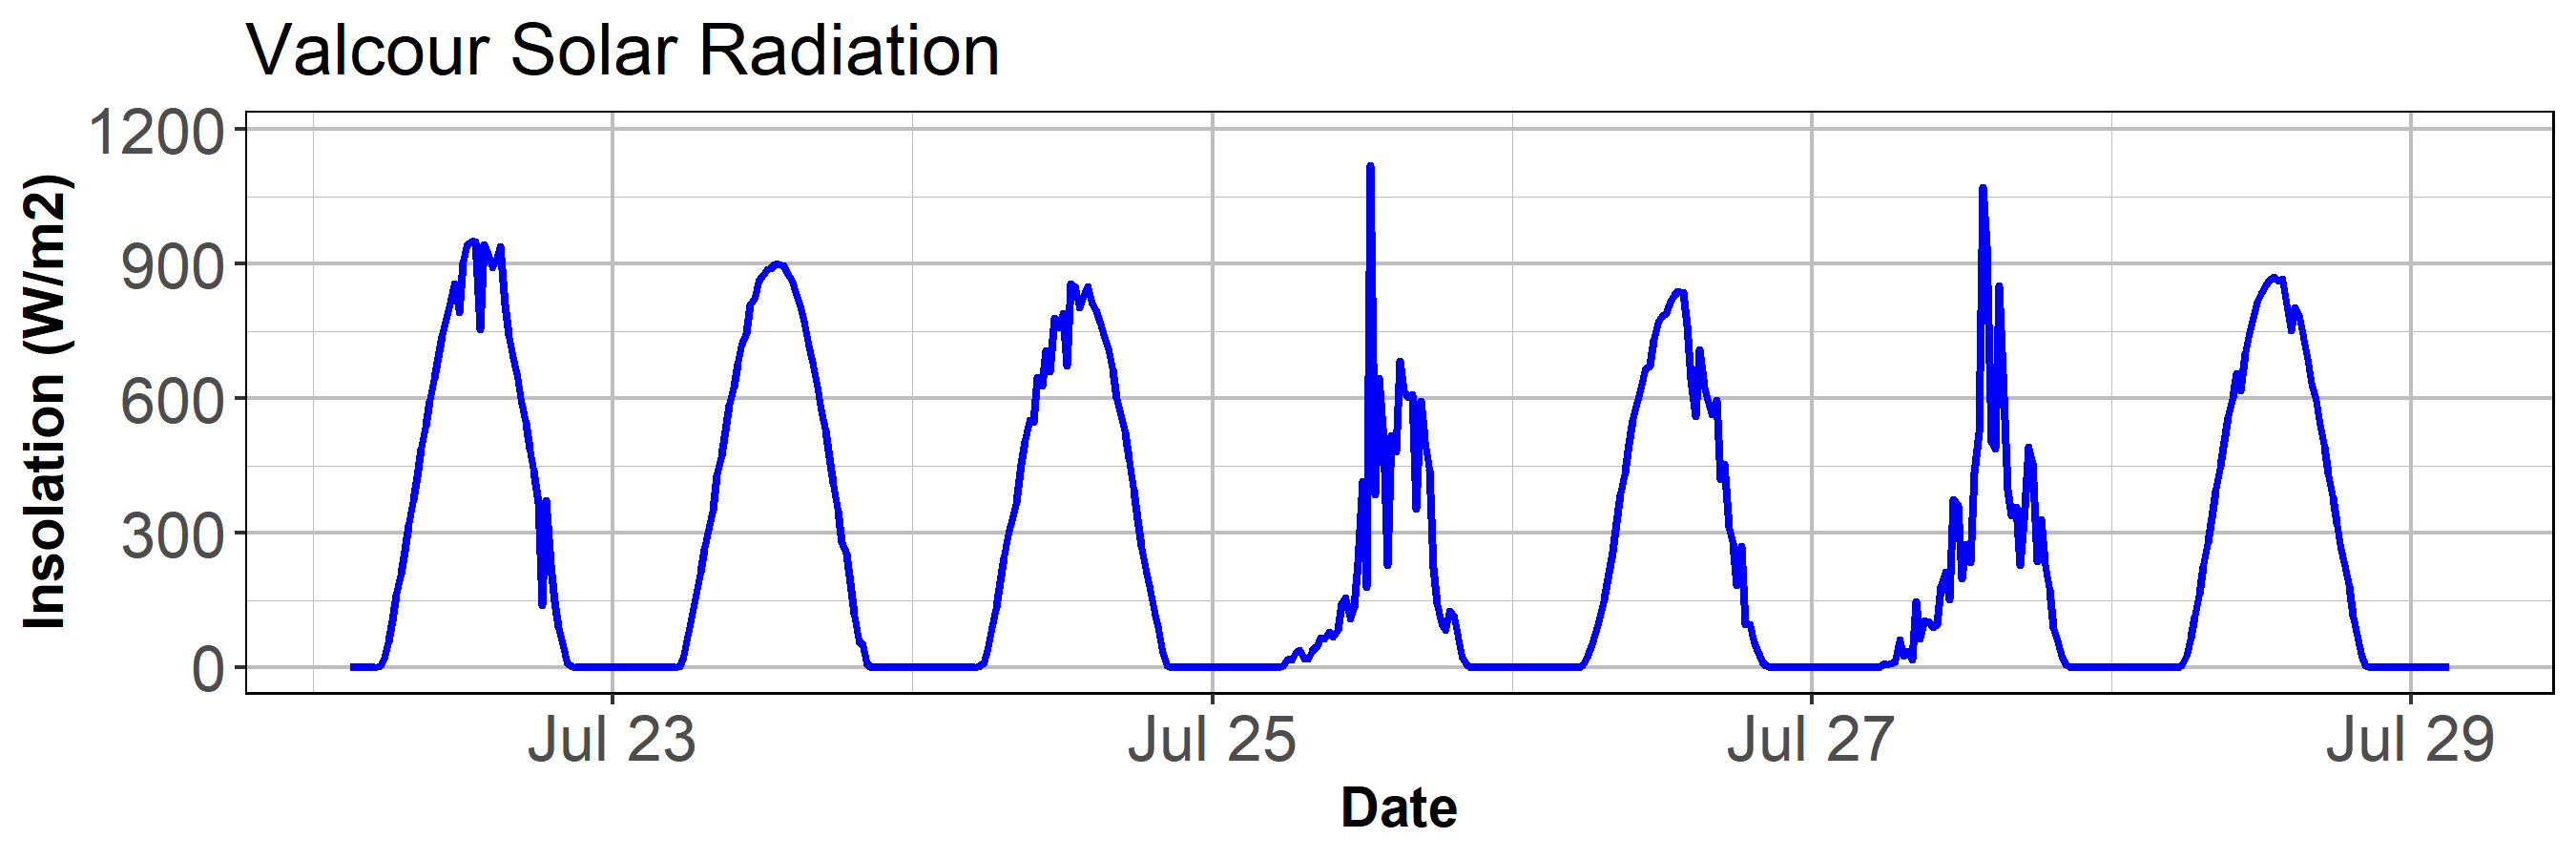 Valcour Solar Radiation
Insolation (W/m2)
1200
900
600
300
0
Jul 23 Jul 25 Jul 27 Jul 29
Date